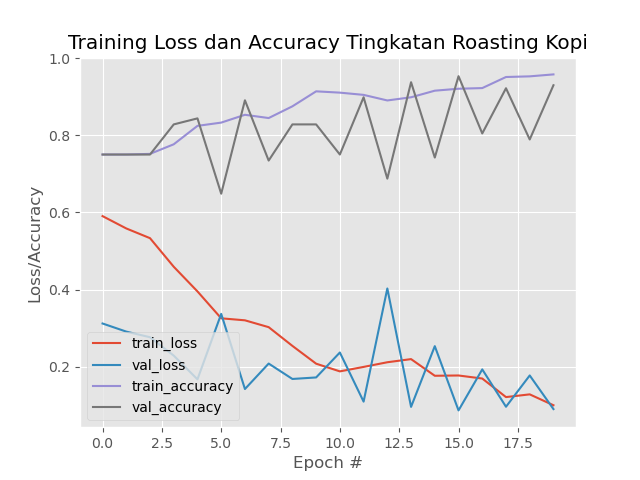 Training Loss dan Accuracy Tingkatan Roasting Kopi
1.0
0.8
0.6
0.4
0.2
Loss/Accuracy
train_loss
val_loss
train_accuracy
val_accuracy
0.0 2.5 5.0 7.5 10.0 12.5 15.0 17.5
Epoch #